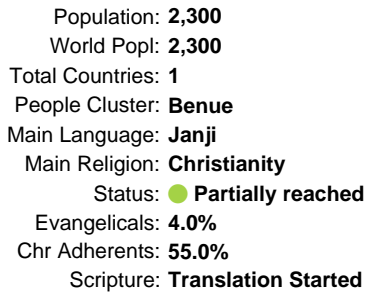 Population: 2,300
World Popl: 2,300
Total Countries: 1
People Cluster: Benue
Main Language: Janji
Main Religion: Christianity
Status: Partially reached
Evangelicals: 4.0%
Chr Adherents: 55.0%
Scripture: Translation Started